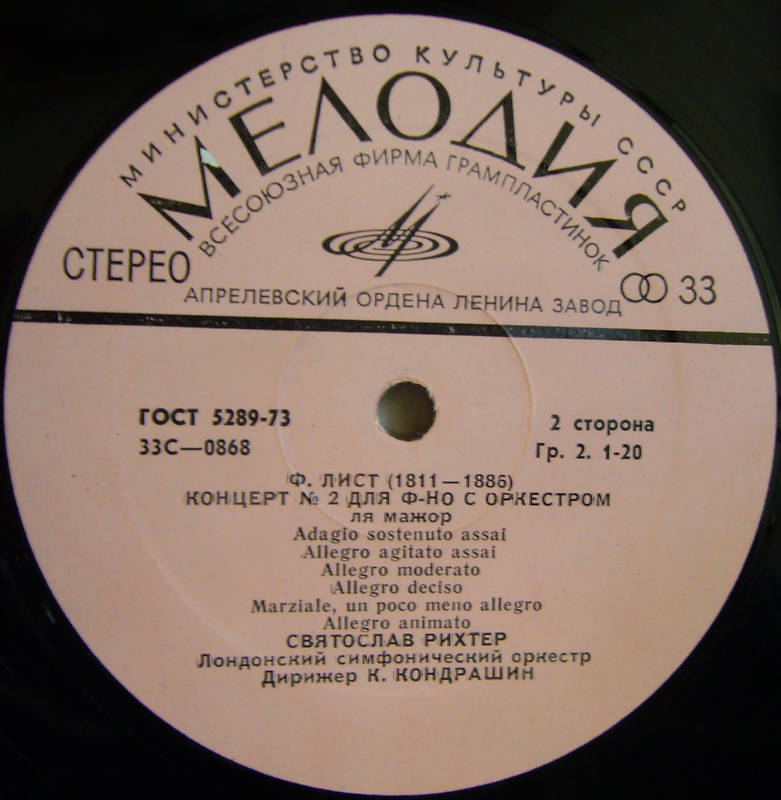 МИНИСТЕРСТВО КУЛЬТУРЫ СССР
МЕЛОДИЯ
ВСЕСОЮЗНАЯ ФИРМА ГРАМПЛАСТИНОК
СТЕРЕО
33
АПРЕЛЕВСКИЙ ОРДЕНА ЛЕНИНА ЗАВОД
ГОСТ 5289-73
2 сторона
33С—0868
Гр. 2. 1-20
Ф. ЛИСТ (1811—1886)
КОНЦЕРТ № 2 ДЛЯ Ф-НО С ОРКЕСТРОМ
ля мажор
Adagio sostenuto assai
Allegro agitato assai
Allegro moderato
Allegro deciso
Marziale, un poco meno allegro
Allegro animato
СВЯТОСЛАВ РИХТЕР
Лондонский симфонический оркестр
Дирижер К. КОНДРАШИН